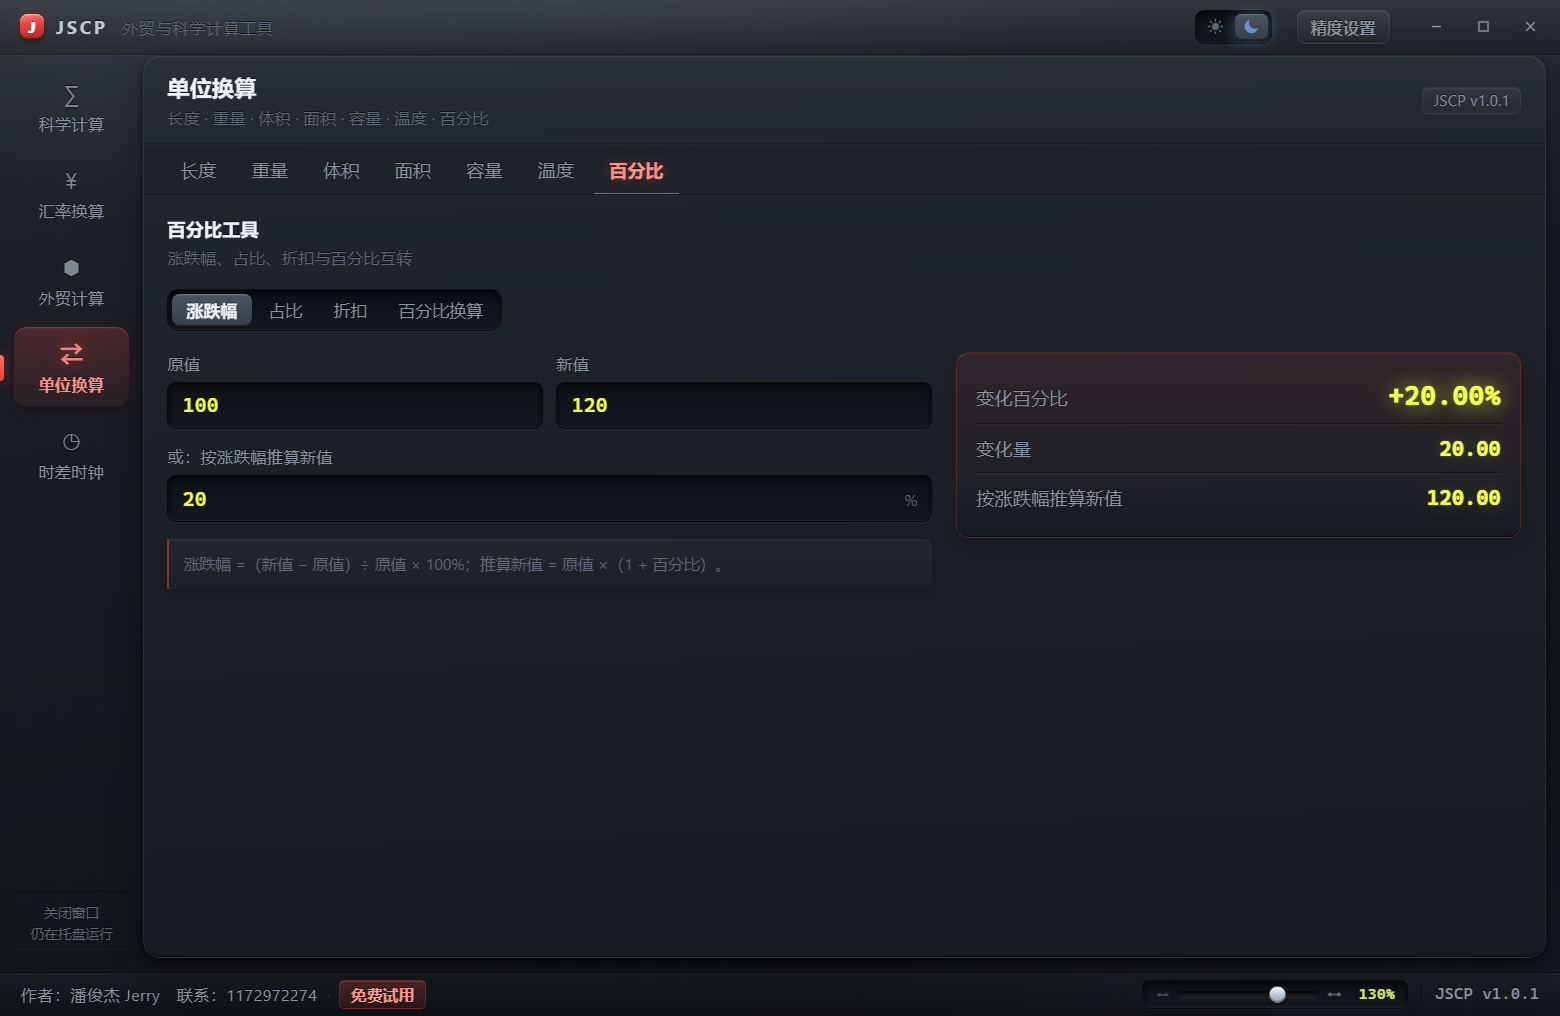 J JSCP 外贸与科学计算工具
精度设置
∑
科学计算
¥
汇率换算
外贸计算
单位换算
时差时钟
关闭窗口
仍在托盘运行
单位换算
长度 · 重量 · 体积 · 面积 · 容量 · 温度 · 百分比
JSCP v1.0.1
长度 重量 体积 面积 容量 温度 百分比
百分比工具
涨跌幅、占比、折扣与百分比互转
涨跌幅 占比 折扣 百分比换算
原值 新值
100 120
或：按涨跌幅推算新值
20 %
涨跌幅 =（新值 − 原值）÷ 原值 × 100%；推算新值 = 原值 ×（1 + 百分比）。
变化百分比 +20.00%
变化量 20.00
按涨跌幅推算新值 120.00
作者：潘俊杰 Jerry 联系：1172972274 · 免费试用
130% JSCP v1.0.1